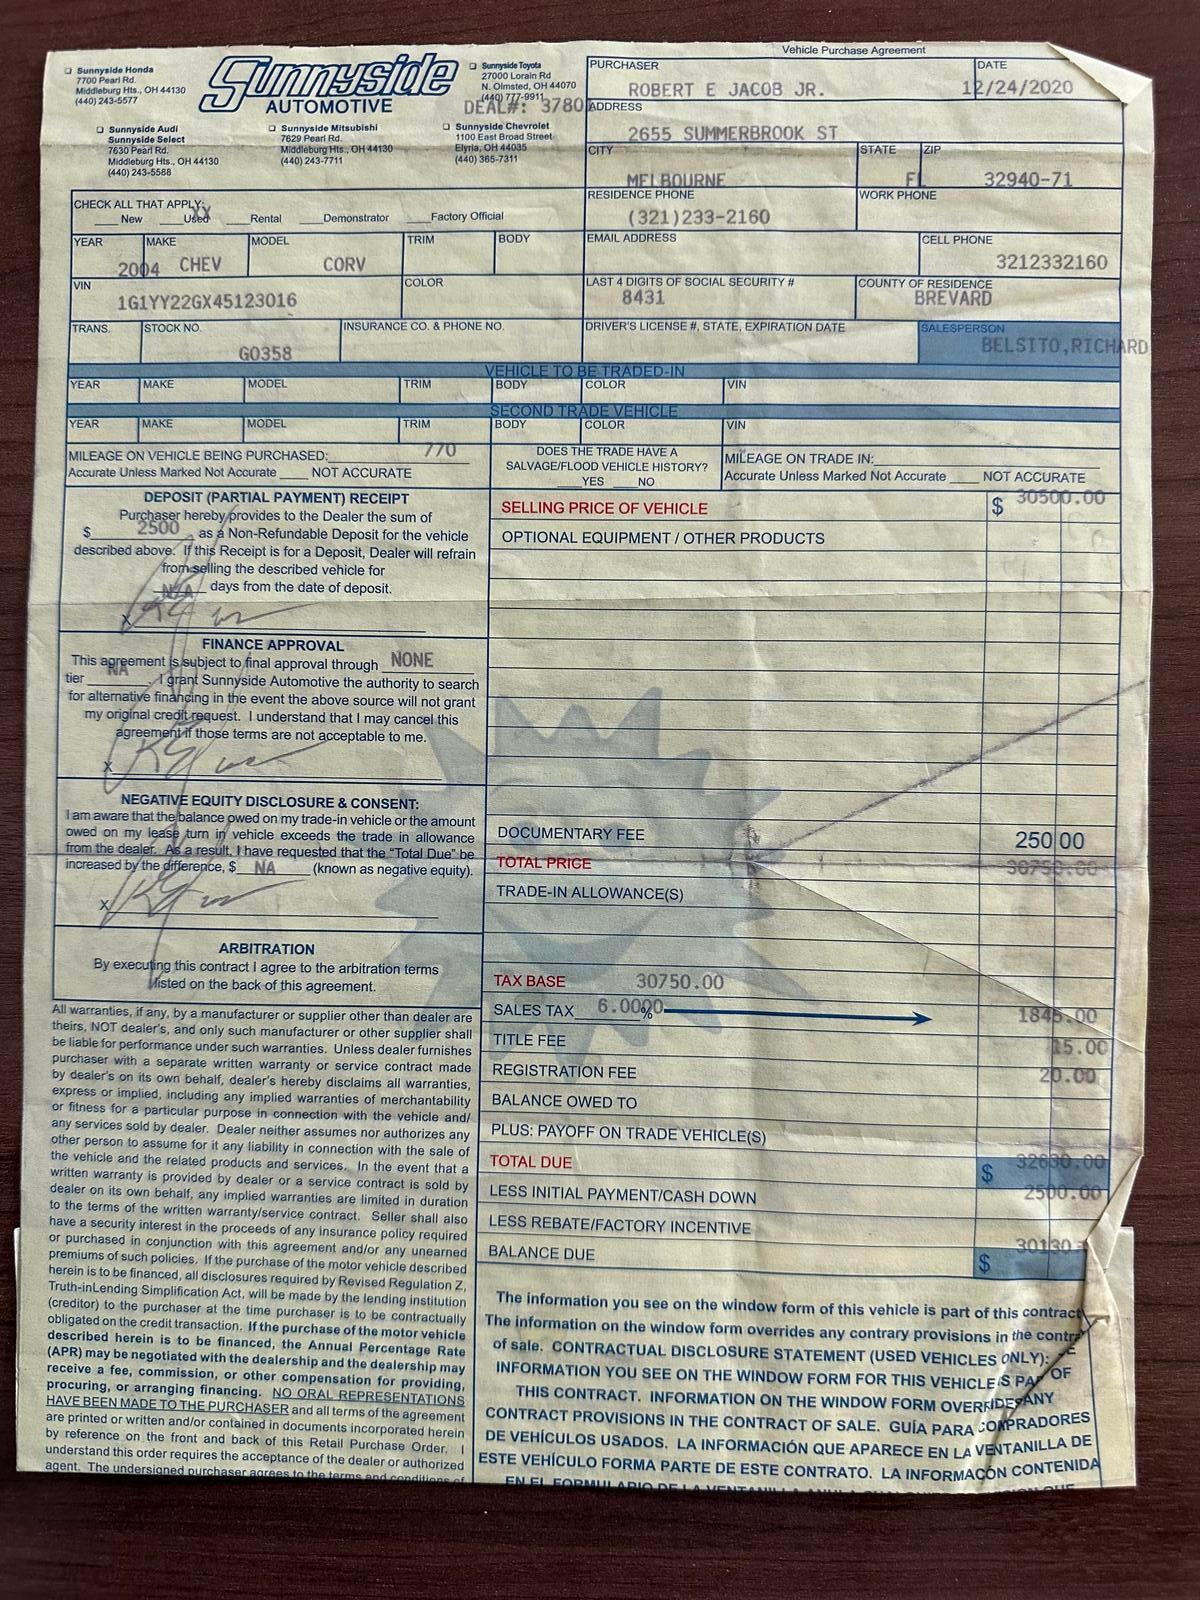 Vehicle Purchase Agreement
Sunnyside
AUTOMOTIVE
Sunnyside Honda
7700 Pearl Rd.
Middleburg Hts., OH 44130
(440) 243-5577
Sunnyside Toyota
27000 Lorain Rd
N. Olmsted, OH 44070
(440) 777-9911
DEAL#: 3780
Sunnyside Audi
Sunnyside Select
7630 Pearl Rd.
Middleburg Hts., OH 44130
(440) 243-5588
Sunnyside Mitsubishi
7629 Pearl Rd.
Middleburg Hts., OH 44130
(440) 243-7711
Sunnyside Chevrolet
1100 East Broad Street
Elyria, OH 44035
(440) 365-7311
PURCHASER DATE
ROBERT E JACOB JR. 12/24/2020
ADDRESS
2655 SUMMERBROOK ST
CITY STATE ZIP
MELBOURNE FL 32940-71
RESIDENCE PHONE WORK PHONE
(321)233-2160
EMAIL ADDRESS CELL PHONE
3212332160
LAST 4 DIGITS OF SOCIAL SECURITY # COUNTY OF RESIDENCE
8431 BREVARD
DRIVER'S LICENSE #, STATE, EXPIRATION DATE SALESPERSON
BELSITO,RICHARD
CHECK ALL THAT APPLY:
New Used X Rental Demonstrator Factory Official
YEAR MAKE MODEL TRIM BODY
2004 CHEV CORV
VIN COLOR
1G1YY22GX45123016
TRANS. STOCK NO. INSURANCE CO. & PHONE NO.
G0358
VEHICLE TO BE TRADED-IN
YEAR MAKE MODEL TRIM BODY COLOR VIN
SECOND TRADE VEHICLE
YEAR MAKE MODEL TRIM BODY COLOR VIN
MILEAGE ON VEHICLE BEING PURCHASED: 770
Accurate Unless Marked Not Accurate ____ NOT ACCURATE
DOES THE TRADE HAVE A
SALVAGE/FLOOD VEHICLE HISTORY?
___YES ___NO
MILEAGE ON TRADE IN:
Accurate Unless Marked Not Accurate ____ NOT ACCURATE
DEPOSIT (PARTIAL PAYMENT) RECEIPT
Purchaser hereby provides to the Dealer the sum of
$ 2500 as a Non-Refundable Deposit for the vehicle
described above. If this Receipt is for a Deposit, Dealer will refrain
from selling the described vehicle for
N/A days from the date of deposit.
X
FINANCE APPROVAL
This agreement is subject to final approval through NONE
tier NA. I grant Sunnyside Automotive the authority to search
for alternative financing in the event the above source will not grant
my original credit request. I understand that I may cancel this
agreement if those terms are not acceptable to me.
X
NEGATIVE EQUITY DISCLOSURE & CONSENT:
I am aware that the balance owed on my trade-in vehicle or the amount
owed on my lease turn in vehicle exceeds the trade in allowance
from the dealer. As a result, I have requested that the "Total Due" be
increased by the difference, $ NA (known as negative equity).
X
ARBITRATION
By executing this contract I agree to the arbitration terms
listed on the back of this agreement.
All warranties, if any, by a manufacturer or supplier other than dealer are
theirs, NOT dealer's, and only such manufacturer or other supplier shall
be liable for performance under such warranties. Unless dealer furnishes
purchaser with a separate written warranty or service contract made
by dealer's on its own behalf, dealer's hereby disclaims all warranties,
express or implied, including any implied warranties of merchantability
or fitness for a particular purpose in connection with the vehicle and/
any services sold by dealer. Dealer neither assumes nor authorizes any
other person to assume for it any liability in connection with the sale of
the vehicle and the related products and services. In the event that a
written warranty is provided by dealer or a service contract is sold by
dealer on its own behalf, any implied warranties are limited in duration
to the terms of the written warranty/service contract. Seller shall also
have a security interest in the proceeds of any insurance policy required
or purchased in conjunction with this agreement and/or any unearned
premiums of such policies. If the purchase of the motor vehicle described
herein is to be financed, all disclosures required by Revised Regulation Z,
Truth-inLending Simplification Act, will be made by the lending institution
(creditor) to the purchaser at the time purchaser is to be contractually
obligated on the credit transaction. If the purchase of the motor vehicle
described herein is to be financed, the Annual Percentage Rate
(APR) may be negotiated with the dealership and the dealership may
receive a fee, commission, or other compensation for providing,
procuring, or arranging financing. NO ORAL REPRESENTATIONS
HAVE BEEN MADE TO THE PURCHASER and all terms of the agreement
are printed or written and/or contained in documents incorporated herein
by reference on the front and back of this Retail Purchase Order. I
understand this order requires the acceptance of the dealer or authorized
agent. The undersigned purchaser agrees to the terms and conditions of
SELLING PRICE OF VEHICLE $ 30500.00
OPTIONAL EQUIPMENT / OTHER PRODUCTS
DOCUMENTARY FEE 250 00
TOTAL PRICE 30750.00
TRADE-IN ALLOWANCE(S)
TAX BASE 30750.00
SALES TAX 6.0000% 1845.00
TITLE FEE 15.00
REGISTRATION FEE 20.00
BALANCE OWED TO
PLUS: PAYOFF ON TRADE VEHICLE(S)
TOTAL DUE $ 32630.00
LESS INITIAL PAYMENT/CASH DOWN 2500.00
LESS REBATE/FACTORY INCENTIVE
BALANCE DUE $ 30130.
The information you see on the window form of this vehicle is part of this contract
The information on the window form overrides any contrary provisions in the contr
of sale. CONTRACTUAL DISCLOSURE STATEMENT (USED VEHICLES ONLY):
INFORMATION YOU SEE ON THE WINDOW FORM FOR THIS VEHICLE IS PA OF
THIS CONTRACT. INFORMATION ON THE WINDOW FORM OVERRIDES ANY
CONTRACT PROVISIONS IN THE CONTRACT OF SALE. GUÍA PARA COMPRADORES
DE VEHÍCULOS USADOS. LA INFORMACIÓN QUE APARECE EN LA VENTANILLA DE
ESTE VEHÍCULO FORMA PARTE DE ESTE CONTRATO. LA INFORMACÓN CONTENIDA
EN EL FORMULARIO DE LA VENTANILLA ANULA